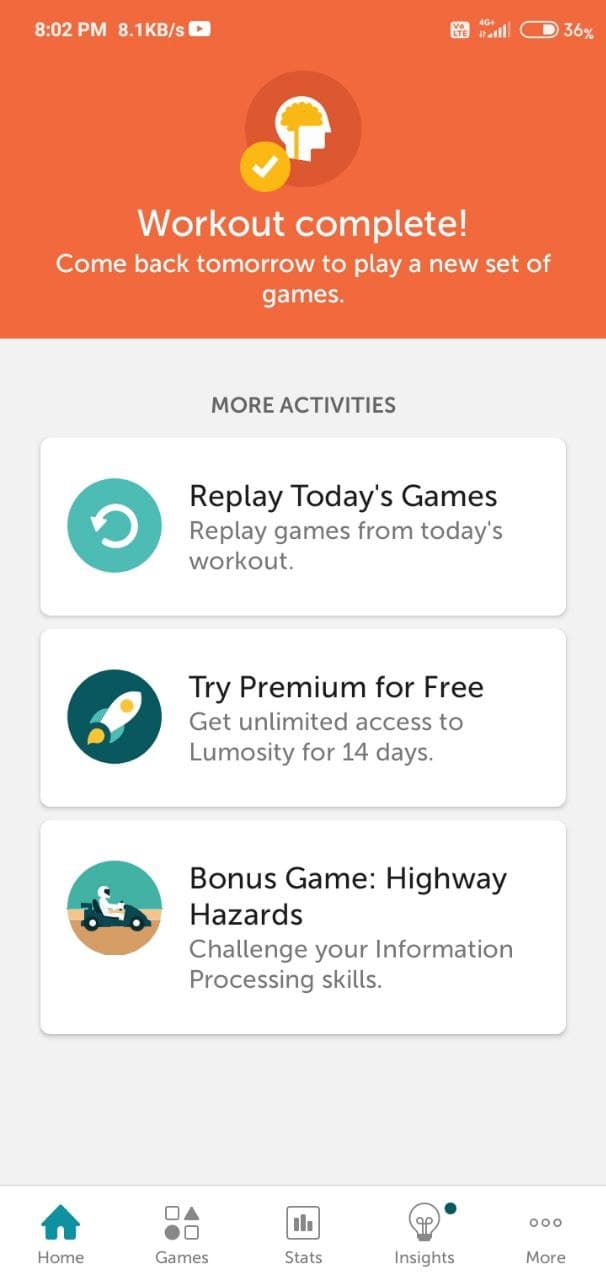 8:02 PM 8.1KB/s
Vo LTE 4G+ 36%
Workout complete!
Come back tomorrow to play a new set of
games.
MORE ACTIVITIES
Replay Today's Games
Replay games from today's
workout.
Try Premium for Free
Get unlimited access to
Lumosity for 14 days.
Bonus Game: Highway
Hazards
Challenge your Information
Processing skills.
Home Games Stats Insights More